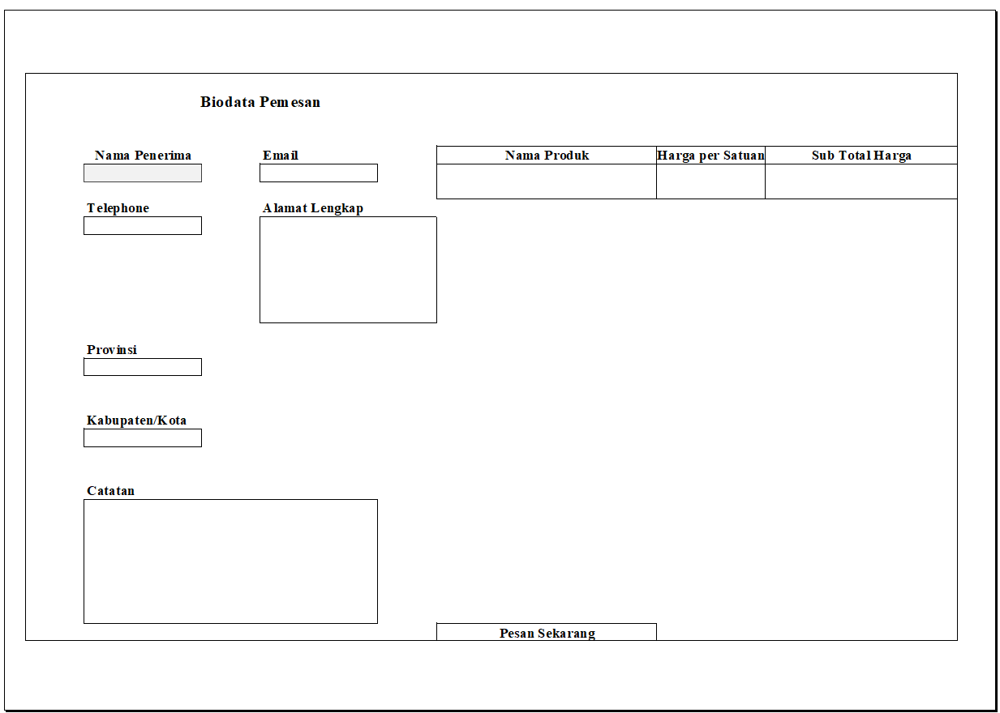 Biodata Pemesan
Nama Penerima
Email
Nama Produk
Harga per Satuan
Sub Total Harga
Telephone
Alamat Lengkap
Provinsi
Kabupaten/Kota
Catatan
Pesan Sekarang